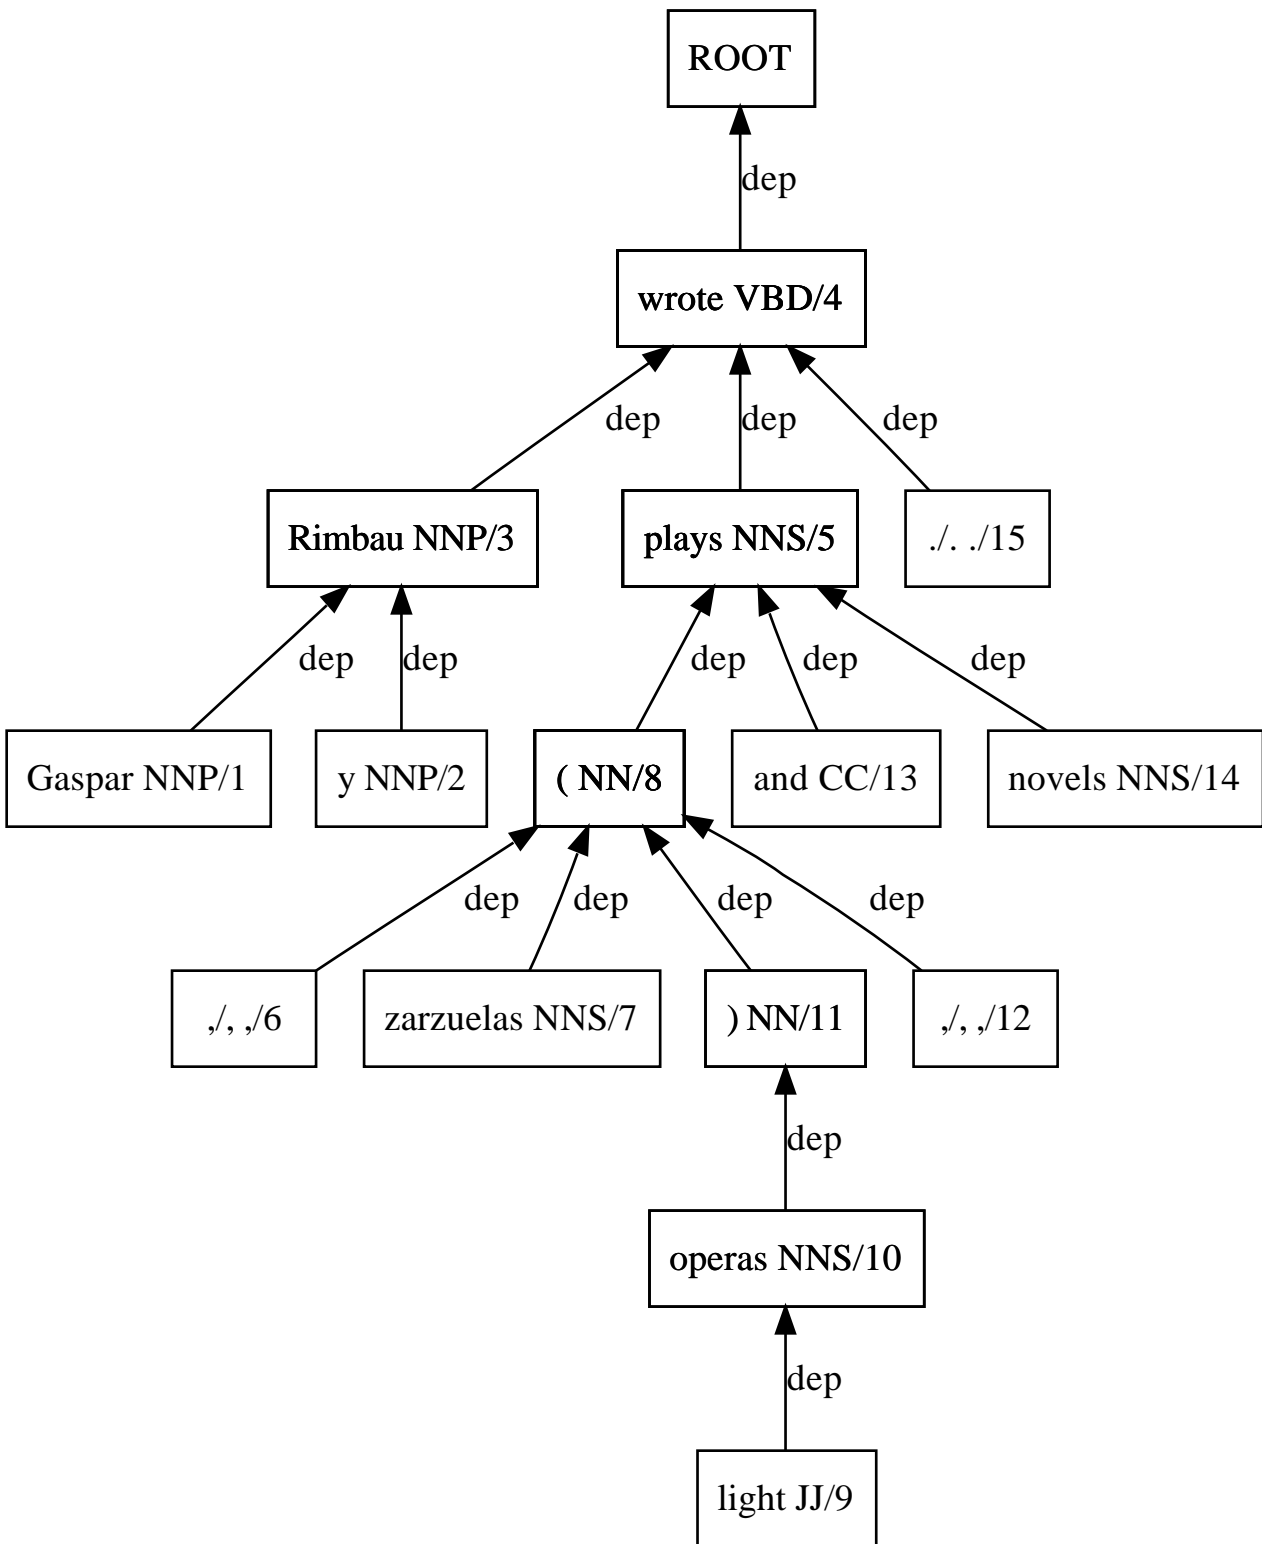 ROOT
dep
wrote VBD/4
dep dep dep
Rimbau NNP/3 plays NNS/5 ./. ./15
dep dep dep dep dep
Gaspar NNP/1 y NNP/2 ( NN/8 and CC/13 novels NNS/14
dep dep dep dep
,/, ,/6 zarzuelas NNS/7 ) NN/11 ,/, ,/12
dep
operas NNS/10
dep
light JJ/9